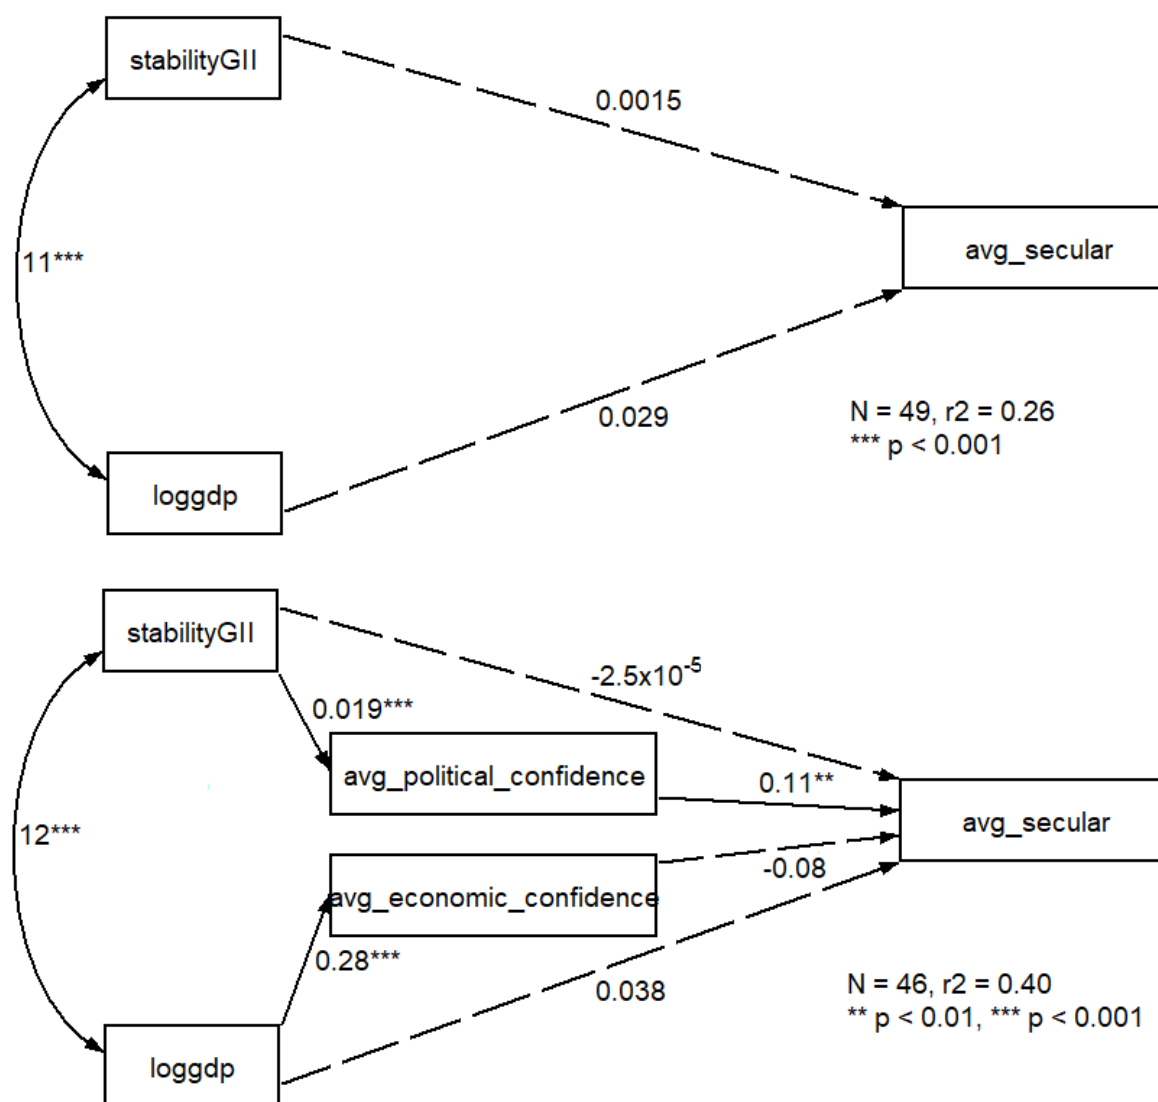 stabilityGII
0.0015
avg_secular
11***
0.029
N = 49, r2 = 0.26
*** p < 0.001
loggdp
stabilityGII
-2.5x10⁻⁵
0.019***
avg_political_confidence
0.11**
avg_secular
12***
-0.08
avg_economic_confidence
0.28***
0.038
N = 46, r2 = 0.40
** p < 0.01, *** p < 0.001
loggdp